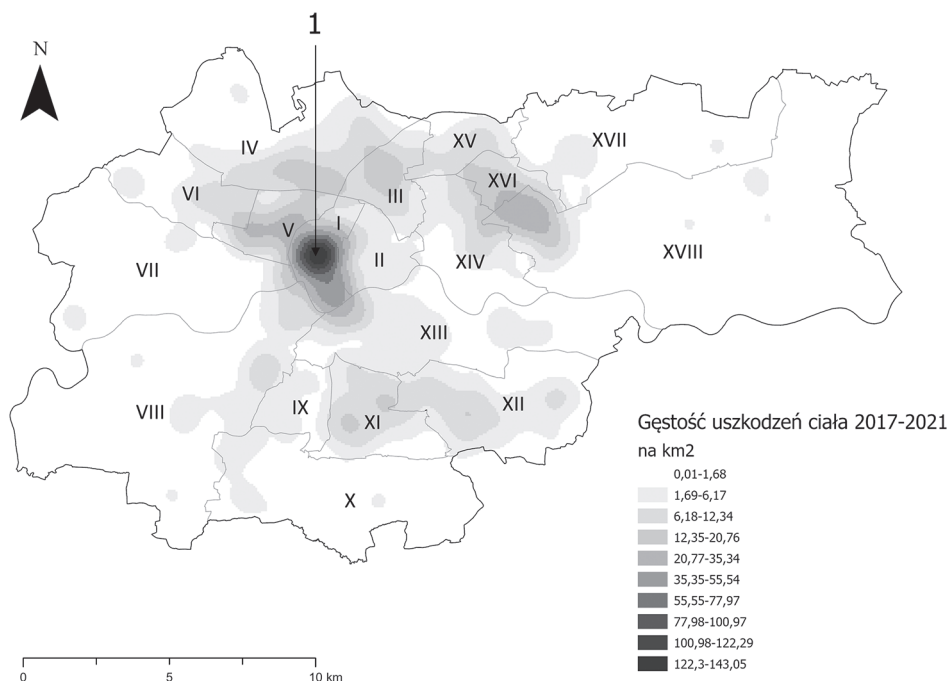 1
N
IV
XV
XVII
XVI
VI
III
V
I
II
XIV
XVIII
VII
XIII
VIII
IX
XI
XII
X
Gęstość uszkodzeń ciała 2017-2021
na km2
0,01-1,68
1,69-6,17
6,18-12,34
12,35-20,76
20,77-35,34
35,35-55,54
55,55-77,97
77,98-100,97
100,98-122,29
122,3-143,05
0 5 10 km